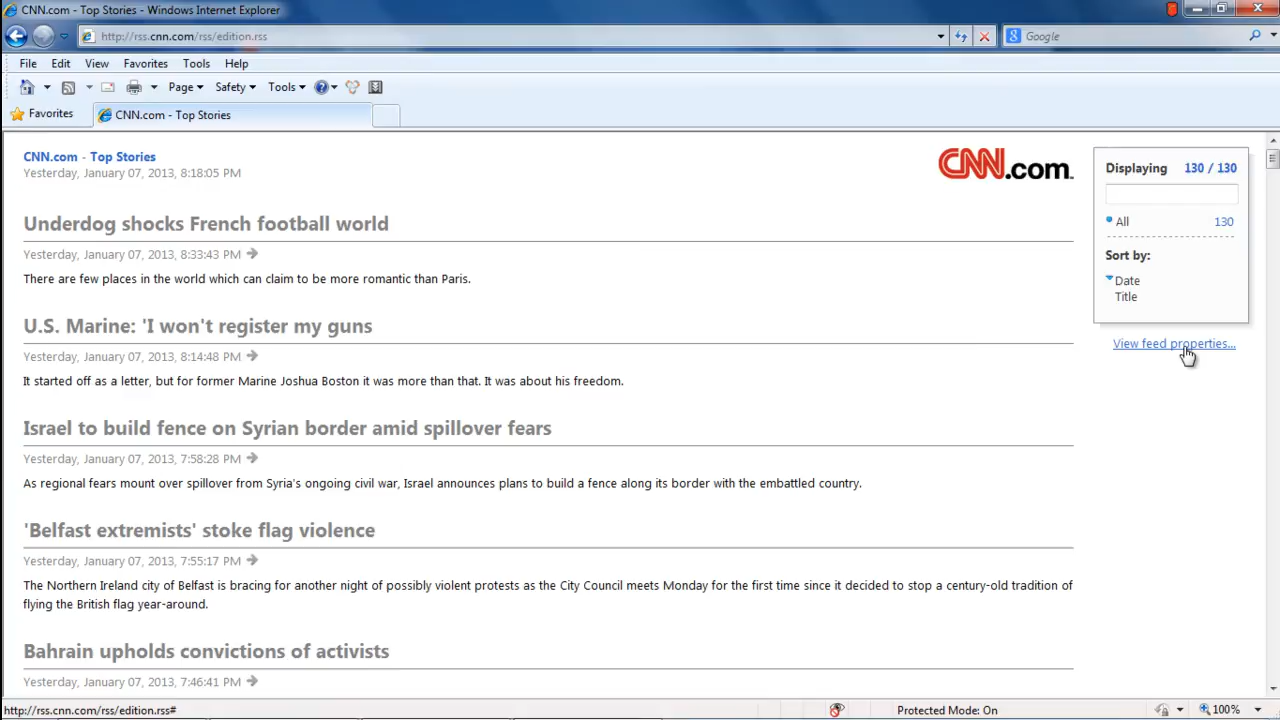 CNN.com - Top Stories - Windows Internet Explorer
http://rss.cnn.com/rss/edition.rss
Google
File Edit View Favorites Tools Help
Page Safety Tools
Favorites CNN.com - Top Stories
CNN.com - Top Stories
Yesterday, January 07, 2013, 8:18:05 PM
CNN.com
Displaying 130 / 130
All 130
Sort by:
Date
Title
View feed properties...
Underdog shocks French football world
Yesterday, January 07, 2013, 8:33:43 PM
There are few places in the world which can claim to be more romantic than Paris.
U.S. Marine: 'I won't register my guns
Yesterday, January 07, 2013, 8:14:48 PM
It started off as a letter, but for former Marine Joshua Boston it was more than that. It was about his freedom.
Israel to build fence on Syrian border amid spillover fears
Yesterday, January 07, 2013, 7:58:28 PM
As regional fears mount over spillover from Syria's ongoing civil war, Israel announces plans to build a fence along its border with the embattled country.
'Belfast extremists' stoke flag violence
Yesterday, January 07, 2013, 7:55:17 PM
The Northern Ireland city of Belfast is bracing for another night of possibly violent protests as the City Council meets Monday for the first time since it decided to stop a century-old tradition of
flying the British flag year-around.
Bahrain upholds convictions of activists
Yesterday, January 07, 2013, 7:46:41 PM
http://rss.cnn.com/rss/edition.rss#
Protected Mode: On
100%